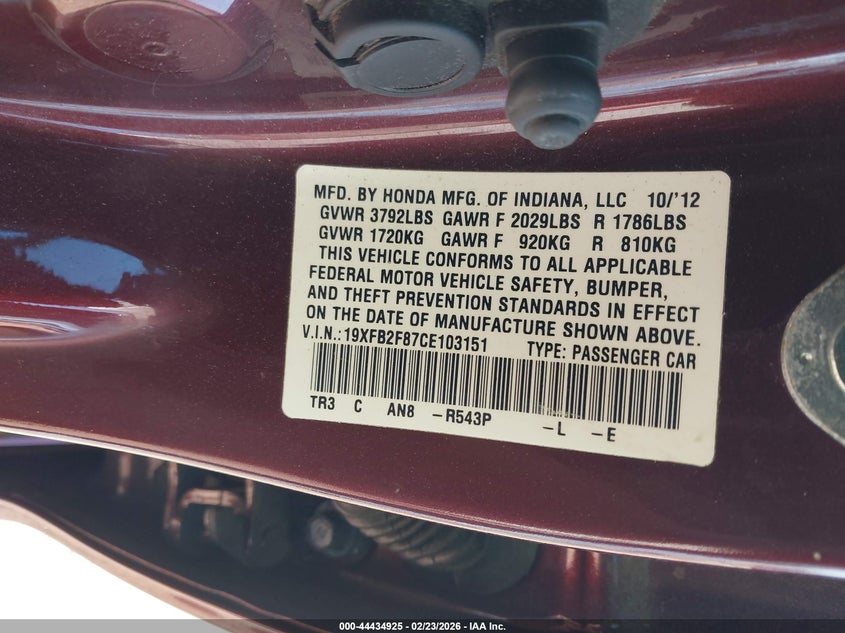 MFD. BY HONDA MFG. OF INDIANA, LLC 10/'12
GVWR 3792LBS GAWR F 2029LBS R 1786LBS
GVWR 1720KG GAWR F 920KG R 810KG
THIS VEHICLE CONFORMS TO ALL APPLICABLE
FEDERAL MOTOR VEHICLE SAFETY, BUMPER,
AND THEFT PREVENTION STANDARDS IN EFFECT
ON THE DATE OF MANUFACTURE SHOWN ABOVE.
V.I.N.:19XFB2F87CE103151 TYPE: PASSENGER CAR
TR3 C AN8 -R543P -L -E
000-44434925 - 02/23/2026 - IAA Inc.